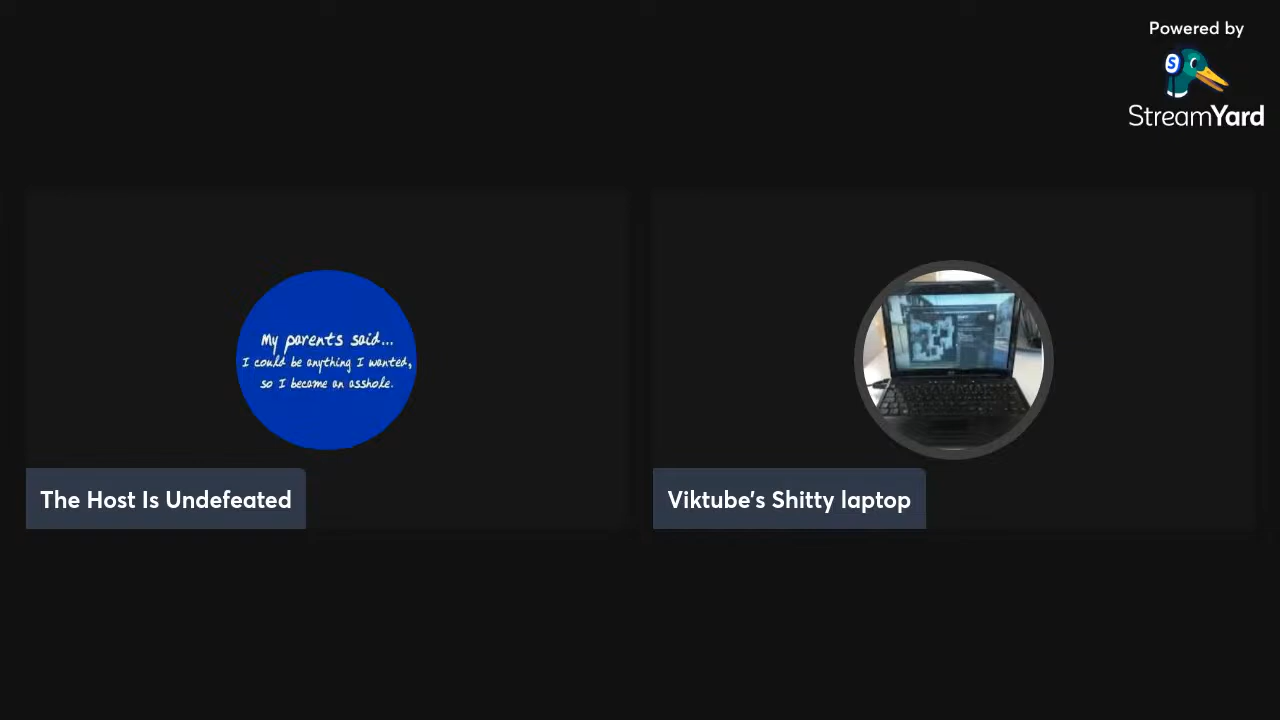 Powered by
S
StreamYard
My parents said...
I could be anything I wanted,
so I became an asshole.
The Host Is Undefeated
Viktube's Shitty laptop